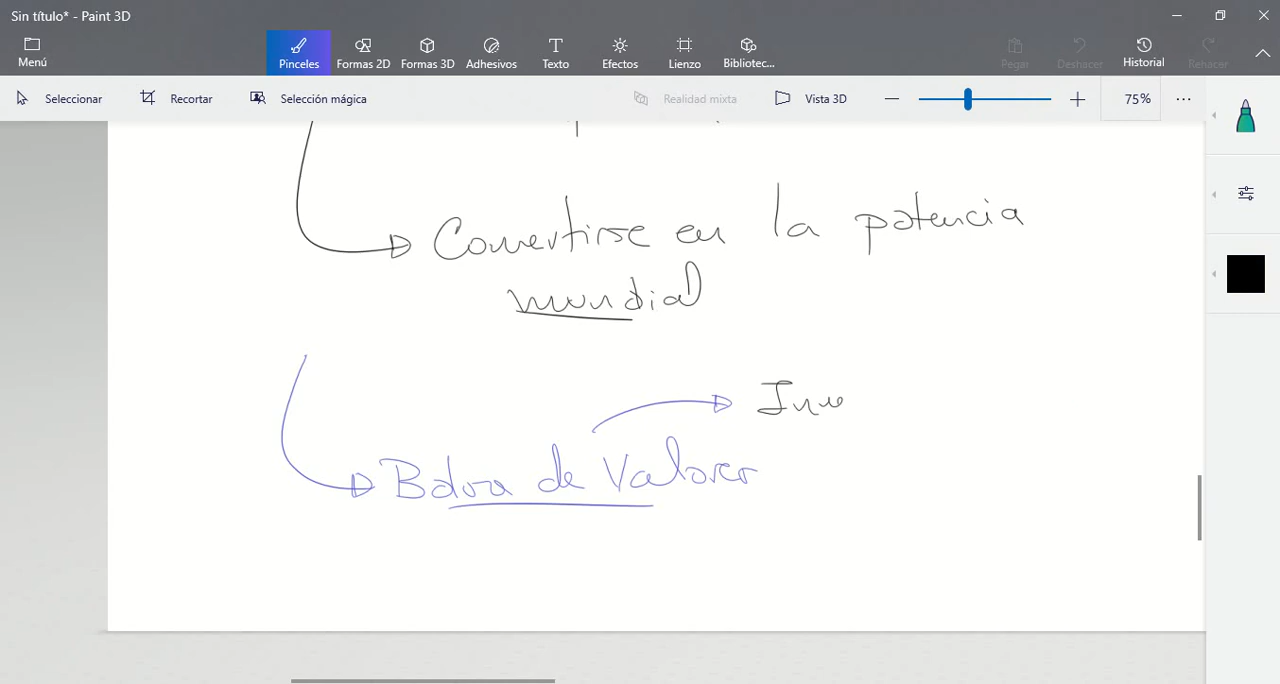 Sin título* - Paint 3D
Menú
Pinceles
Formas 2D
Formas 3D
Adhesivos
Texto
Efectos
Lienzo
Bibliotec...
Pegar
Deshacer
Historial
Rehacer
Seleccionar
Recortar
Selección mágica
Realidad mixta
Vista 3D
75%
Convertirse en la potencia
mundial
Inv
Bolsa de Valores